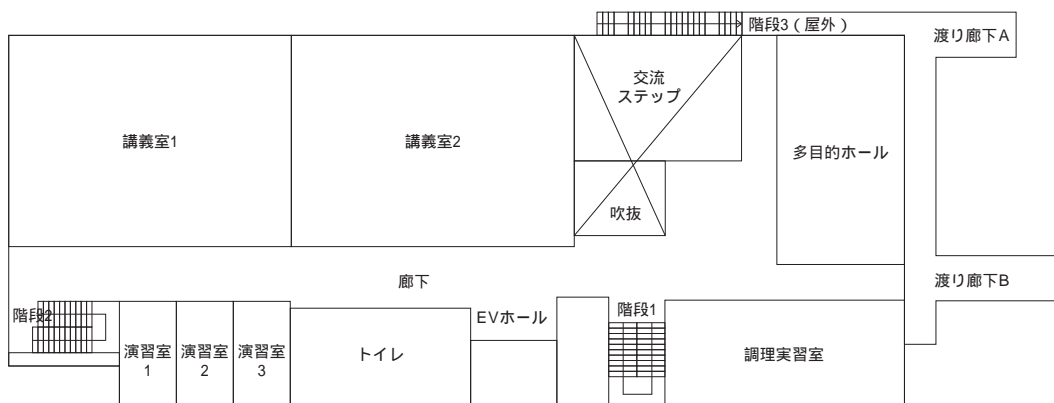 階段3（屋外）
渡り廊下A
交流
ステップ
講義室1
講義室2
多目的ホール
吹抜
廊下
渡り廊下B
階段2
EVホール
階段1
演習室
1
演習室
2
演習室
3
トイレ
調理実習室